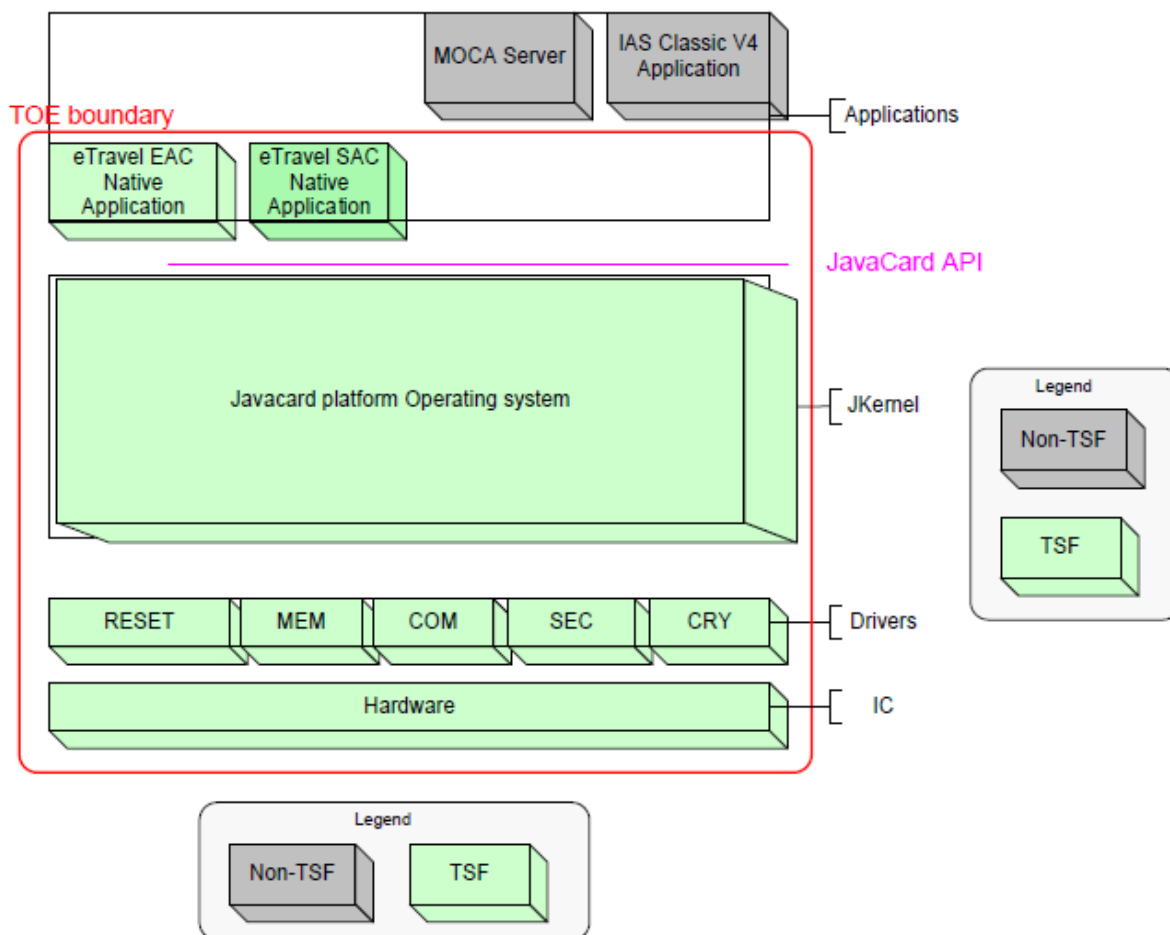 MOCA Server
IAS Classic V4
Application
TOE boundary
Applications
eTravel EAC
Native
Application
eTravel SAC
Native
Application
JavaCard API
Javacard platform Operating system
JKernel
Legend
Non-TSF
TSF
RESET
MEM
COM
SEC
CRY
Drivers
Hardware
IC
Legend
Non-TSF
TSF